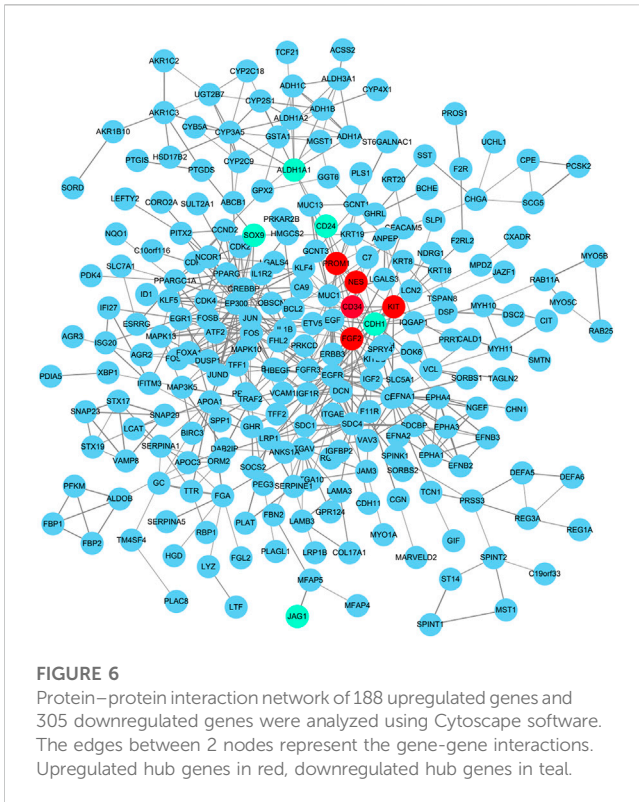 AKR1C2
TCF21
ACSS2
CYP2C18
ADH1C
ALDH3A1
UGT2B7
CYP4X1
CYP2S1
ADH1B
AKR1C3
ALDH1A2
PROS1
CYB5A
CYP3A5
GSTA1
MGST1
ADH1A
ST6GALNAC1
AKR1B10
HSD17B2
UCHL1
PTGIS
CYP2C9
SST
F2R
CPE
PTGDS
ALDH1A1
PLS1
PCSK2
GGT6
KRT20
SORD
ABCB1
GPX2
BCHE
CHGA
SCG5
LEFTY2
MUC13
GCNT1
CORO2A
SULT2A1
PRKAR2B
CD24
GHRL
SLPI
NQO1
PITX2
CCND2
SOX9
HMGCS2
KRT19
ANPEP
CEACAM5
F2RL2
CXADR
C10orf116
NCOR1
CDK2
GCNT3
C7
NDRG1
MYO5B
PDK4
SLC7A1
PPARG
LGALS4
KLF4
PROM1
KRT8
MPDZ
PPARGC1A
IL1R2
KRT18
JAZF1
RAB11A
CREBBP
CA9
NES
LGALS3
LCN2
IFI27
ID1
KLF5
CDK4
EP300
OBSCN
MUC1
TSPAN8
MYO5C
ESRRG
EGR1
BCL2
CD34
KIT
DSP
MYH10
DSC2
RAB25
FOSB
JUN
EGF
CIT
AGR3
ISG20
MAPK13
ATF2
FOS
ETV5
CDH1
IQGAP1
FHL2
FGF2
SPRY4
CALD1
MYH11
AGR2
FOXA1
MAPK10
PRKCD
DOK6
SMTN
DUSP1
TFF1
ERBB3
VCL
PDIA5
XBP1
IFITM3
JUND
HBEGF
FGFR3
EGFR
IGF2
SLC5A1
SORBS1
TAGLN2
MAP3K5
STX17
APOA1
TRAF2
VCAM1
IGF1R
DCN
EFNA1
EPHA4
SNAP23
SNAP29
TFF2
ITGAE
F11R
NGEF
CHN1
LCAT
SPP1
SDC1
SDC4
SDCBP
EPHA3
EFNB3
STX19
BIRC3
GHR
LRP1
VAV3
EFNA2
VAMP8
SERPINA1
DAB2IP
ANKS1A
EPHA1
APOC3
ORM2
IGFBP2
SPINK1
EFNB2
SOCS2
DEFA5
PFKM
GC
TTR
JAM3
SORBS2
DEFA6
ALDOB
FGA
PEG3
SERPINE1
LAMA3
TCN1
PRSS3
FBP1
FBN2
GPR124
CDH11
CGN
REG3A
REG1A
SERPINA5
PLAT
LAMB3
FBP2
TM4SF4
RBP1
MYO1A
GIF
HGD
PLAGL1
LRP1B
COL17A1
SPINT2
FGL2
MARVELD2
C19orf33
LYZ
MFAP5
ST14
PLAC8
LTF
MFAP4
MST1
JAG1
SPINT1
FIGURE 6
Protein–protein interaction network of 188 upregulated genes and
305 downregulated genes were analyzed using Cytoscape software.
The edges between 2 nodes represent the gene-gene interactions.
Upregulated hub genes in red, downregulated hub genes in teal.